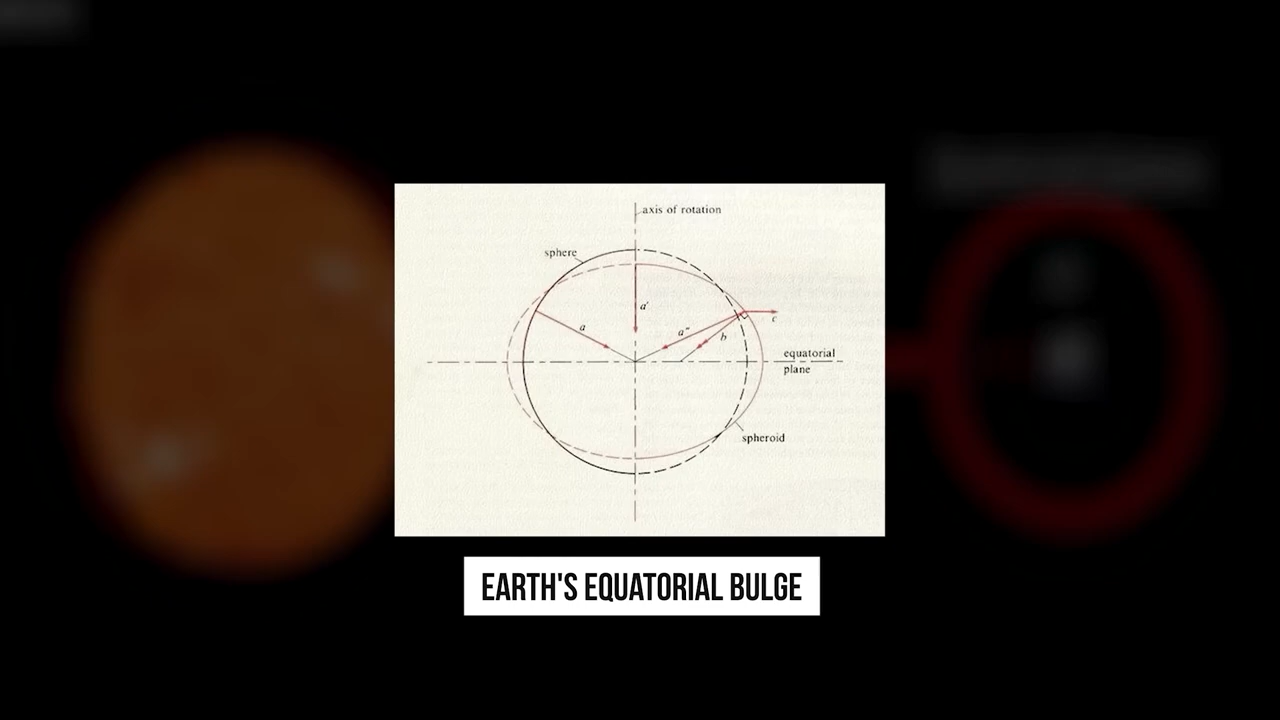 axis of rotation
sphere
a'
a
a"
c
b
equatorial
plane
spheroid
EARTH'S EQUATORIAL BULGE